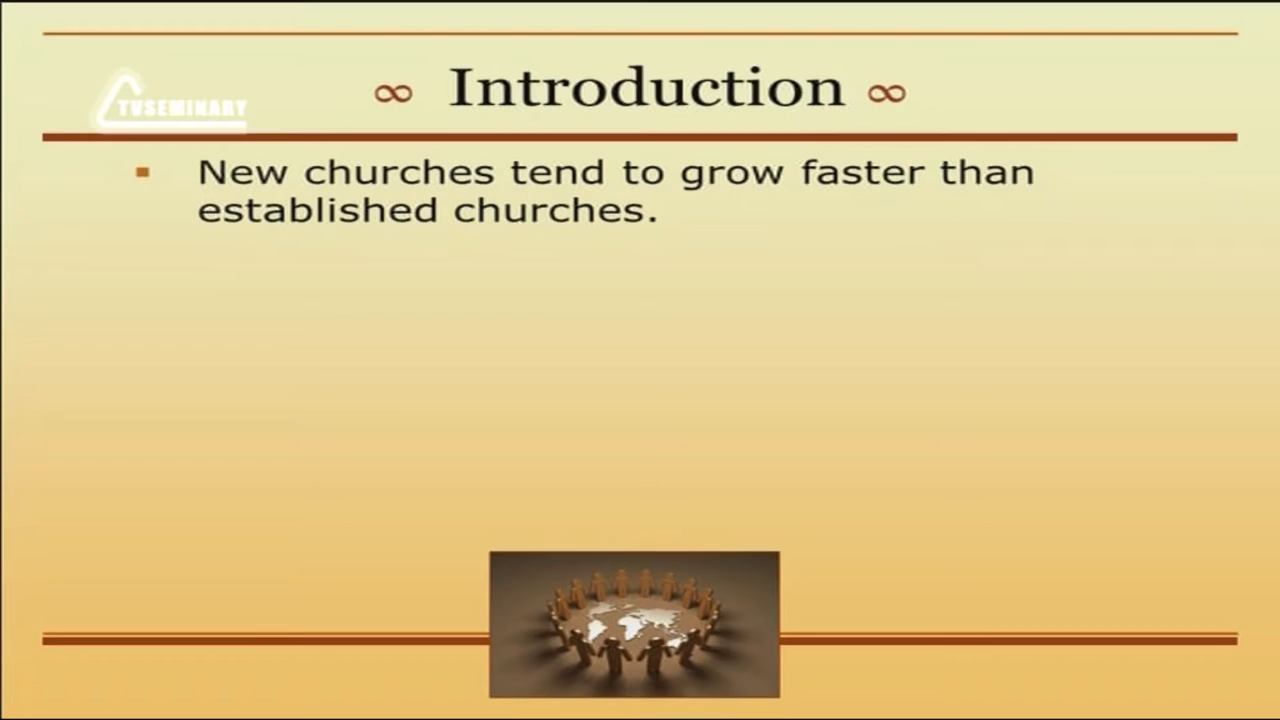 TVSEMINARY
∞ Introduction ∞
▪ New churches tend to grow faster than
established churches.